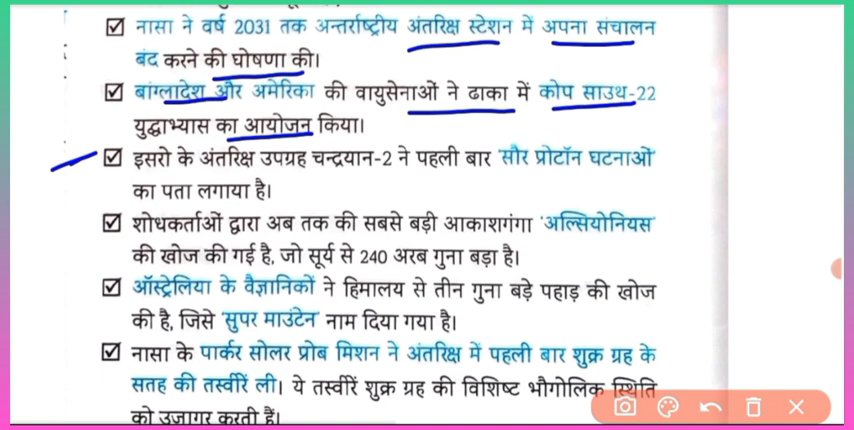 नासा ने वर्ष 2031 तक अन्तर्राष्ट्रीय अंतरिक्ष स्टेशन में अपना संचालन
बंद करने की घोषणा की।
बांग्लादेश और अमेरिका की वायुसेनाओं ने ढाका में कोप साउथ-22
युद्धाभ्यास का आयोजन किया।
इसरो के अंतरिक्ष उपग्रह चन्द्रयान-2 ने पहली बार 'सौर प्रोटॉन घटनाओं'
का पता लगाया है।
शोधकर्ताओं द्वारा अब तक की सबसे बड़ी आकाशगंगा 'अल्सियोनियस'
की खोज की गई है, जो सूर्य से 240 अरब गुना बड़ा है।
ऑस्ट्रेलिया के वैज्ञानिकों ने हिमालय से तीन गुना बड़े पहाड़ की खोज
की है, जिसे 'सुपर माउंटेन' नाम दिया गया है।
नासा के पार्कर सोलर प्रोब मिशन ने अंतरिक्ष में पहली बार शुक्र ग्रह के
सतह की तस्वीरें ली। ये तस्वीरें शुक्र ग्रह की विशिष्ट भौगोलिक स्थिति
को उजागर करती हैं।